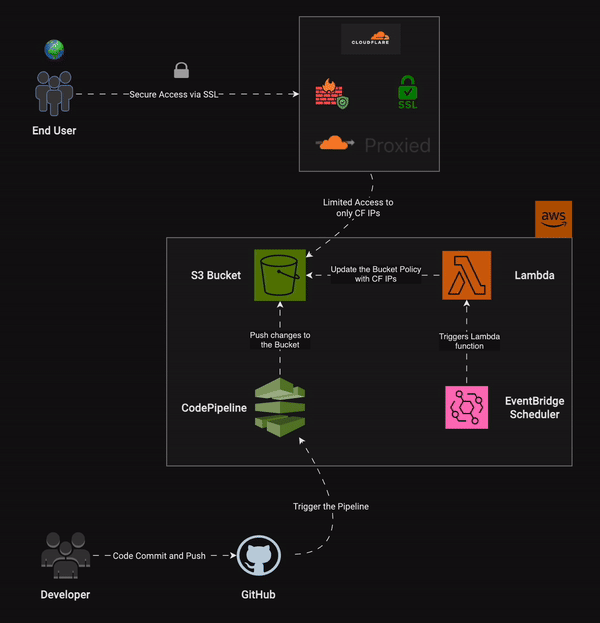 CLOUDFLARE
SSL
Proxied
Secure Access via SSL
End User
Limited Access to
only CF IPs
aws
S3 Bucket
Update the Bucket Policy
with CF IPs
Lambda
Push changes to
the Bucket
Triggers Lambda
function
CodePipeline
EventBridge
Scheduler
Trigger the Pipeline
Code Commit and Push
Developer
GitHub